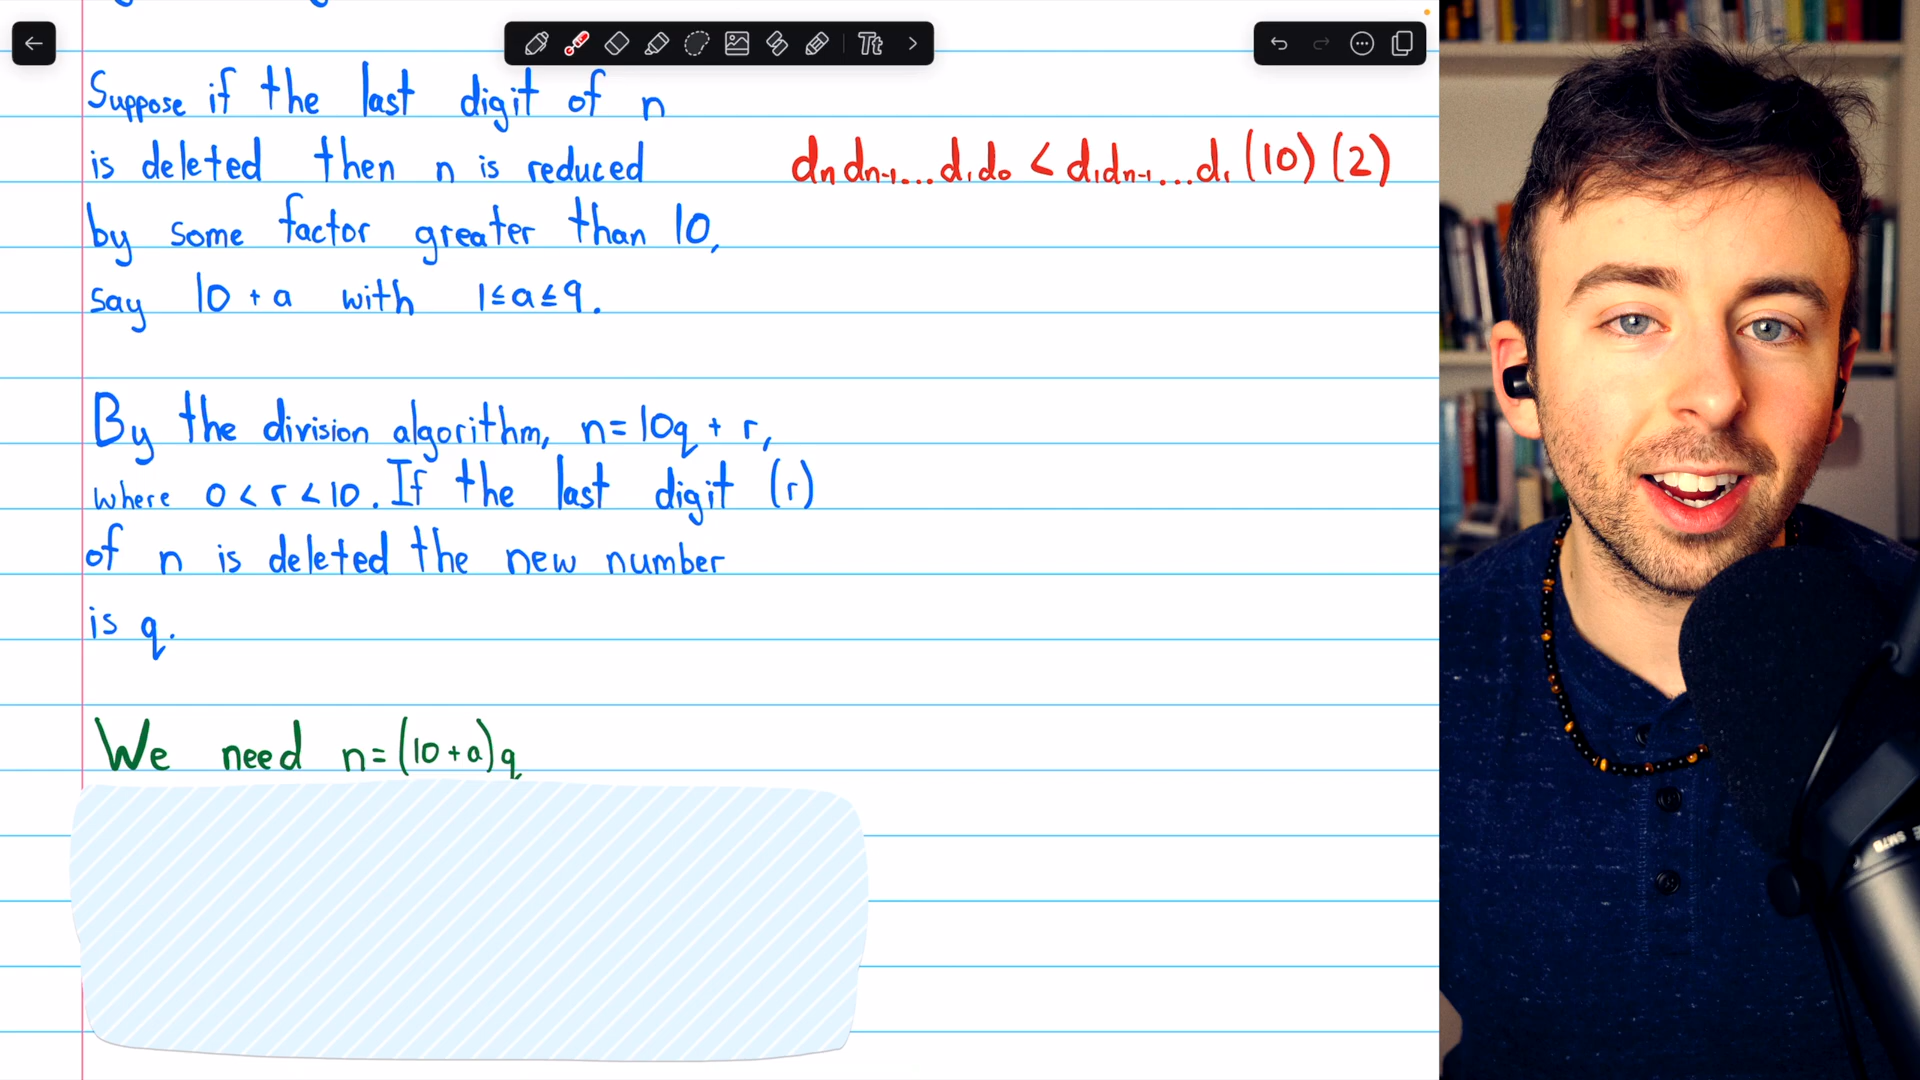 Suppose if the last digit of n
is deleted then n is reduced
by some factor greater than 10,
say 10 + a with 1≤a≤9.
dₙdₙ₋₁...d₁d₀ < d₁dₙ₋₁...d₁(10)(2)
By the division algorithm, n=10q + r,
where 0<r<10. If the last digit (r)
of n is deleted the new number
is q.
We need n=(10+a)q
Tt
SM7B